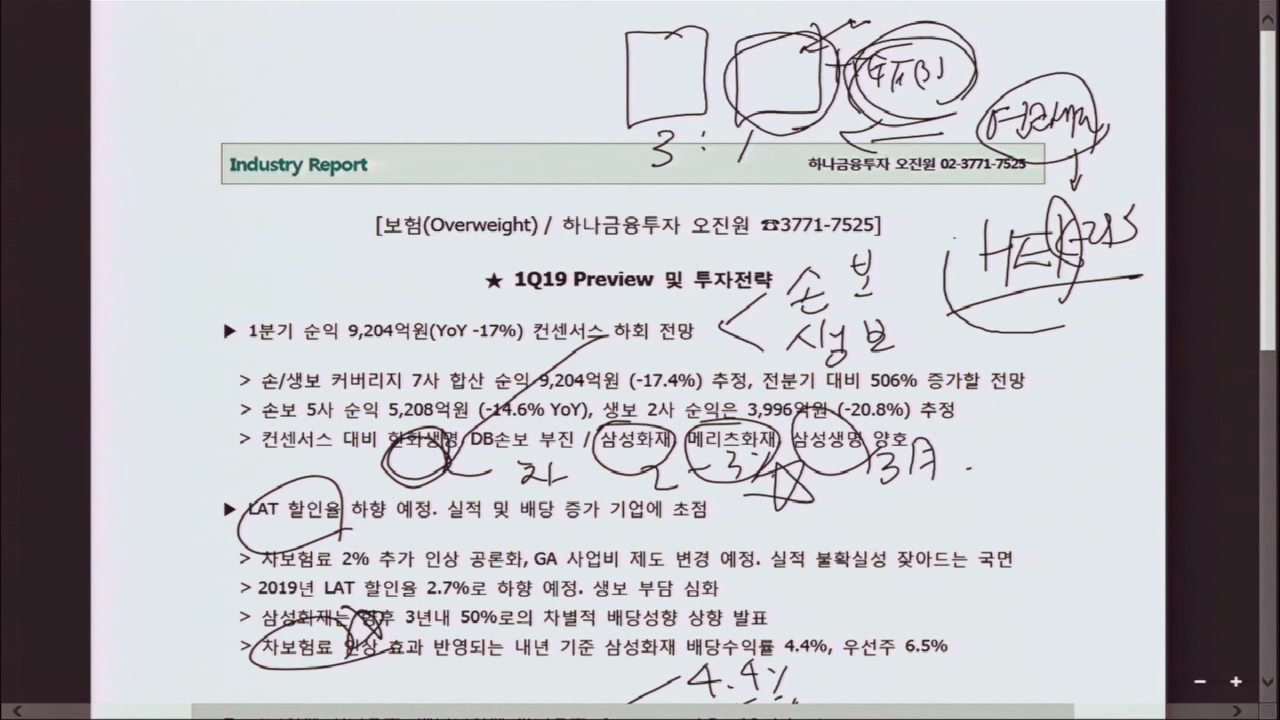 3 : 1
Industry Report 하나금융투자 오진원 02-3771-7525
[보험(Overweight) / 하나금융투자 오진원 ☎3771-7525]
★ 1Q19 Preview 및 투자전략
손보
생보
▶ 1분기 순익 9,204억원(YoY -17%) 컨센서스 하회 전망
> 손/생보 커버리지 7사 합산 순익 9,204억원 (-17.4%) 추정, 전분기 대비 506% 증가할 전망
> 손보 5사 순익 5,208억원 (-14.6% YoY), 생보 2사 순익은 3,996억원 (-20.8%) 추정
> 컨센서스 대비 한화생명 DB손보 부진 / 삼성화재 메리츠화재 삼성생명 양호
차 2 - 3% 3月
▶ LAT 할인율 하향 예정. 실적 및 배당 증가 기업에 초점
> 차보험료 2% 추가 인상 공론화, GA 사업비 제도 변경 예정. 실적 불확실성 잦아드는 국면
> 2019년 LAT 할인율 2.7%로 하향 예정. 생보 부담 심화
> 삼성화재는 향후 3년내 50%로의 차별적 배당성향 상향 발표
> 차보험료 인상 효과 반영되는 내년 기준 삼성화재 배당수익률 4.4%, 우선주 6.5%
4.4%